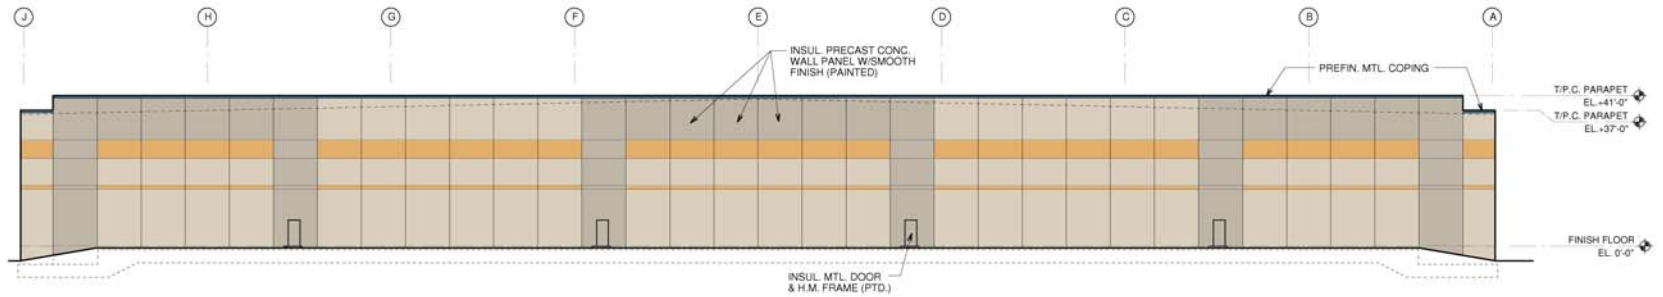 J H G F E D C B A
INSUL. PRECAST CONC.
WALL PANEL W/SMOOTH
FINISH (PAINTED)
PREFIN. MTL. COPING
T/P.C. PARAPET
EL.+41'-0"
T/P.C. PARAPET
EL.+37'-0"
FINISH FLOOR
EL. 0'-0"
INSUL. MTL. DOOR
& H.M. FRAME (PTD.)